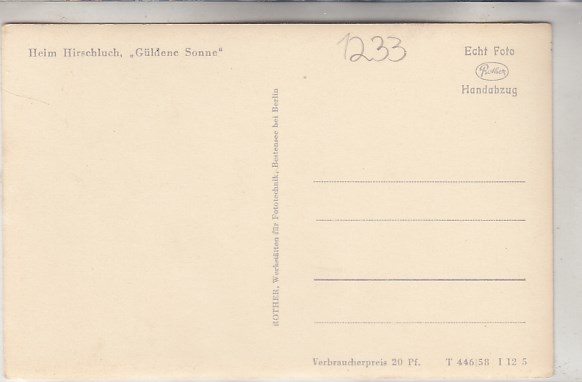 Heim Hirschluch, „Güldene Sonne"
1233
Echt Foto
Rother
Handabzug
ROTHER, Werkstätten für Fototechnik, Bestensee bei Berlin
Verbraucherpreis 20 Pf. T 446/58 I 12 5